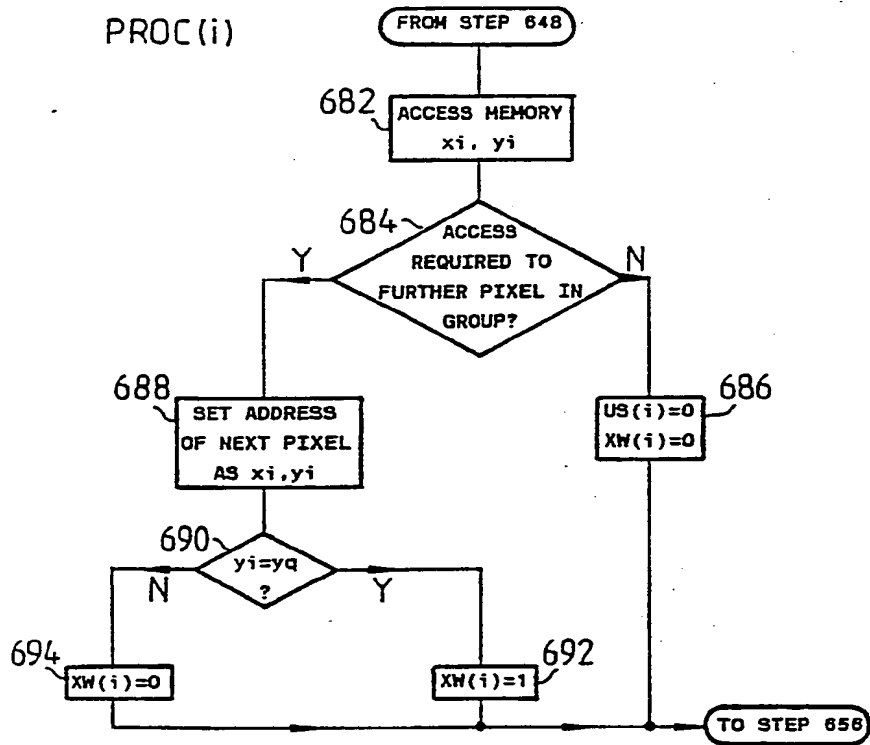 PROC(i)
FROM STEP 648
682
ACCESS MEMORY
xi, yi
684
ACCESS
REQUIRED TO
FURTHER PIXEL IN
GROUP?
Y
N
688
SET ADDRESS
OF NEXT PIXEL
AS xi,yi
US(i)=0
XW(i)=0
686
690
yi=yq
?
N
Y
694
XW(i)=0
XW(i)=1
692
TO STEP 656